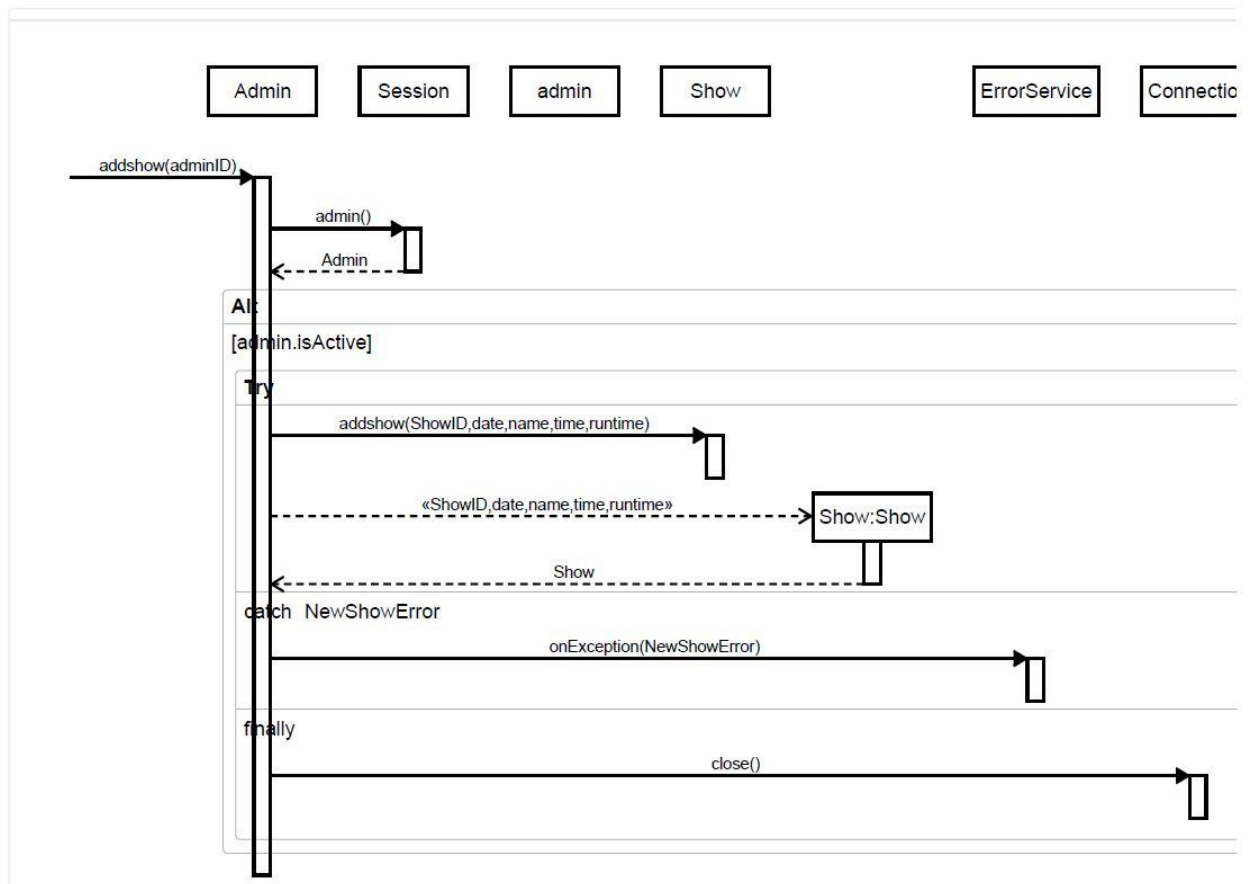 Admin
Session
admin
Show
ErrorService
Connectio
addshow(adminID)
admin()
Admin
Alt
[admin.isActive]
Try
addshow(ShowID,date,name,time,runtime)
«ShowID,date,name,time,runtime»
Show:Show
Show
catch NewShowError
onException(NewShowError)
finally
close()